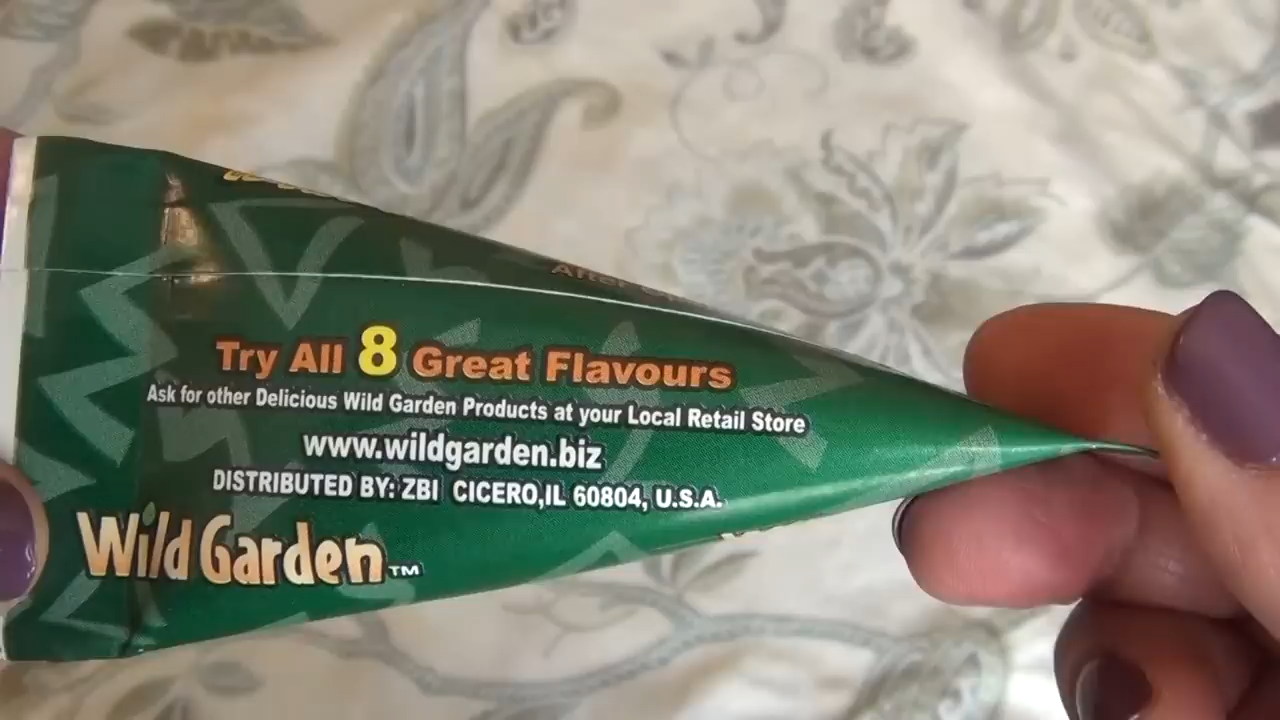 After
Try All 8 Great Flavours
Ask for other Delicious Wild Garden Products at your Local Retail Store
www.wildgarden.biz
DISTRIBUTED BY: ZBI CICERO,IL 60804, U.S.A.
Wild Garden™